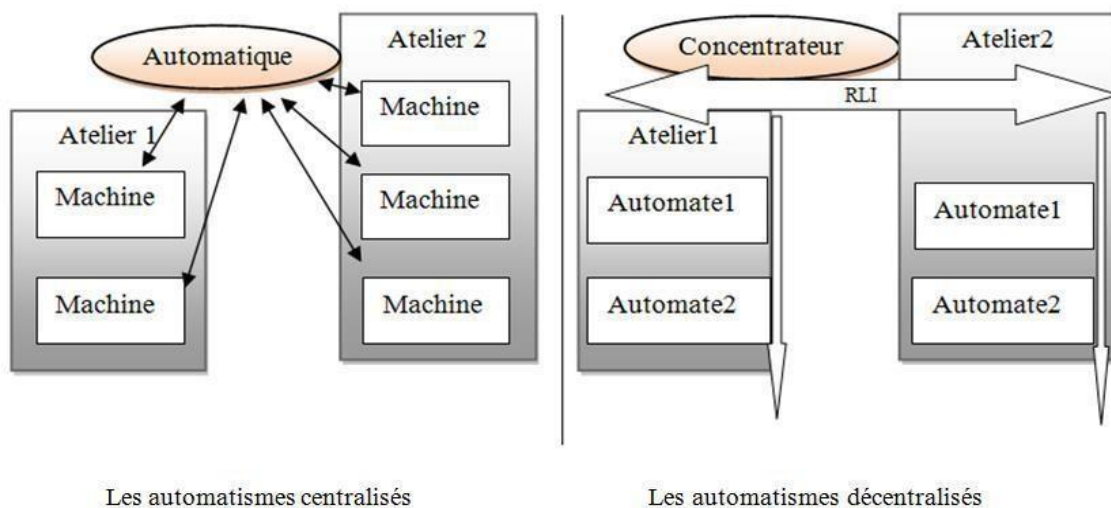 Automatique
Atelier 2
Machine
Atelier 1
Machine
Machine
Machine
Machine
Concentrateur
Atelier2
RLI
Atelier1
Automate1
Automate1
Automate2
Automate2
Les automatismes centralisés
Les automatismes décentralisés